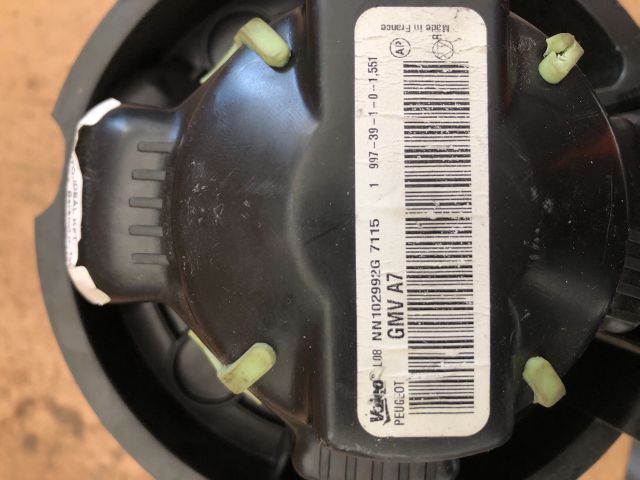 Valeo L08 NN102992G 7115 1 997-39-1-0-1,551 Made in France
PEUGEOT GMV A7
AP
R